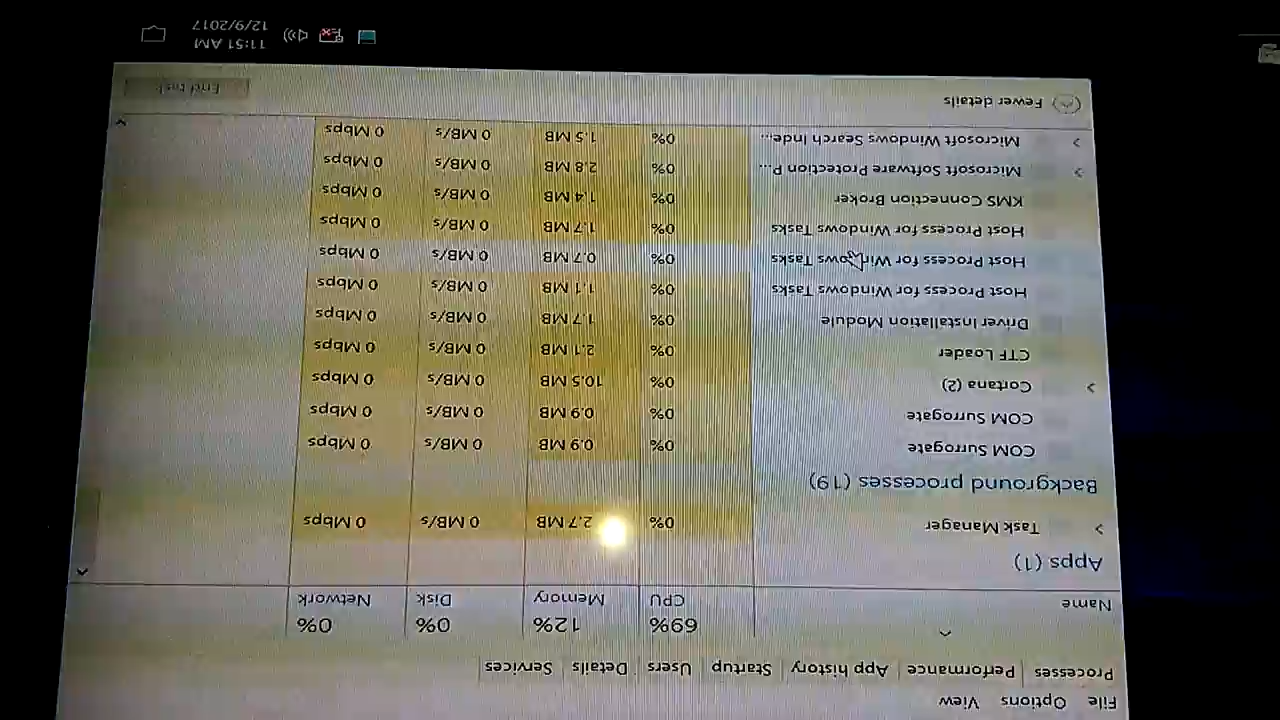 File Options View
Processes Performance App history Startup Users Details Services
69% 12% 0% 0%
Name CPU Memory Disk Network
Apps (1)
Task Manager 0% 2.7 MB 0 MB/s 0 Mbps
Background processes (19)
COM Surrogate 0% 0.9 MB 0 MB/s 0 Mbps
COM Surrogate 0% 0.9 MB 0 MB/s 0 Mbps
Cortana (2) 0% 10.5 MB 0 MB/s 0 Mbps
CTF Loader 0% 2.1 MB 0 MB/s 0 Mbps
Driver Installation Module 0% 1.7 MB 0 MB/s 0 Mbps
Host Process for Windows Tasks 0% 1.1 MB 0 MB/s 0 Mbps
Host Process for Windows Tasks 0% 0.7 MB 0 MB/s 0 Mbps
Host Process for Windows Tasks 0% 1.7 MB 0 MB/s 0 Mbps
KMS Connection Broker 0% 1.4 MB 0 MB/s 0 Mbps
Microsoft Software Protection P... 0% 2.8 MB 0 MB/s 0 Mbps
Microsoft Windows Search Inde... 0% 1.5 MB 0 MB/s 0 Mbps
Fewer details End task
11:51 AM
12/9/2017